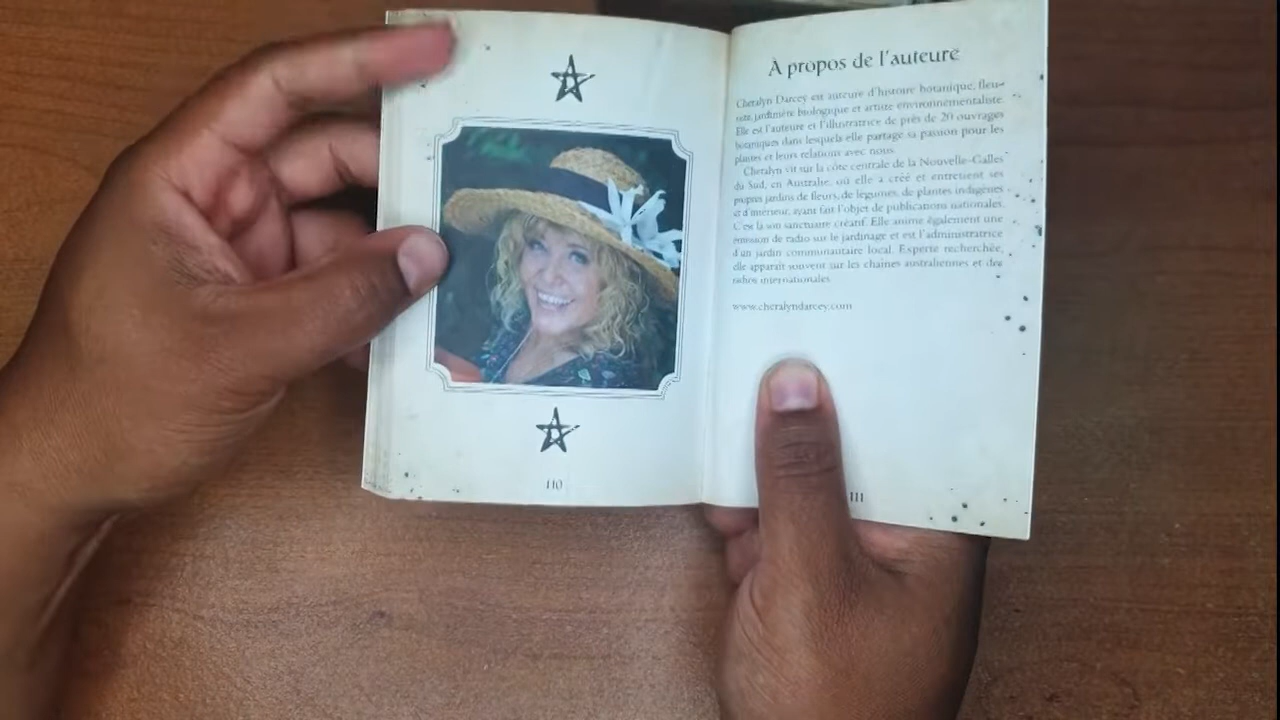 110
À propos de l'auteure
Cheralyn Darcey est auteure d'histoire botanique, fleu-
riste, jardinière biologique et artiste environnementaliste.
Elle est l'auteure et l'illustratrice de près de 20 ouvrages
botaniques dans lesquels elle partage sa passion pour les
plantes et leurs relations avec nous.
Cheralyn vit sur la côte centrale de la Nouvelle-Galles
du Sud, en Australie, où elle a créé et entretient ses
propres jardins de fleurs, de légumes, de plantes indigènes
et d'intérieur, ayant fait l'objet de publications nationales.
C'est là son sanctuaire créatif. Elle anime également une
émission de radio sur le jardinage et est l'administratrice
d'un jardin communautaire local. Experte recherchée,
elle apparaît souvent sur les chaînes australiennes et des
radios internationales.
www.cheralyndarcey.com
111